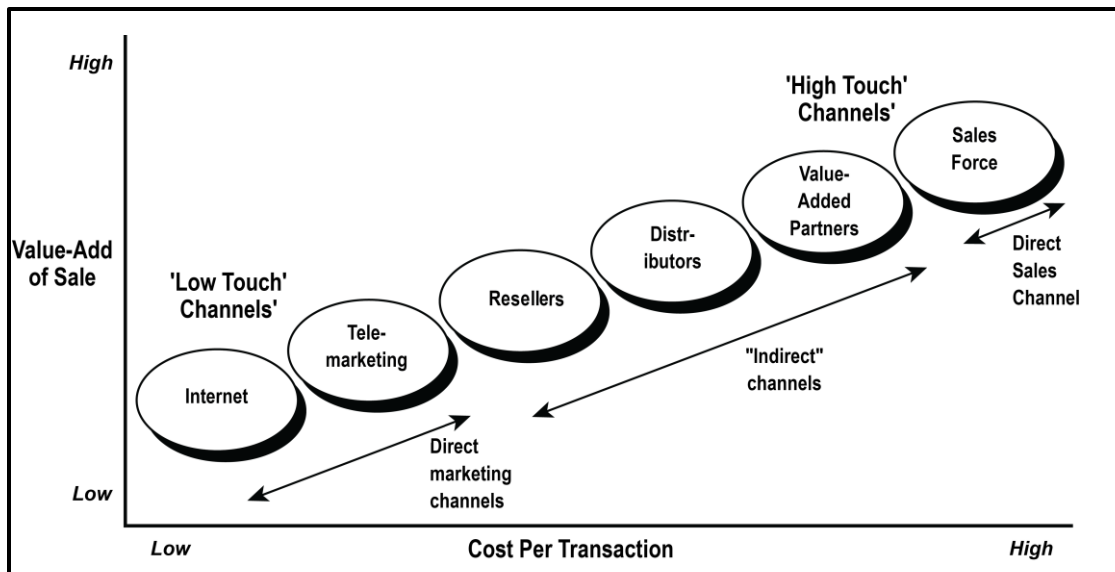 High
'High Touch'
Channels'
Sales
Force
Value-
Added
Partners
Distr-
ibutors
Direct
Sales
Channel
Value-Add
of Sale
'Low Touch'
Channels'
Resellers
Tele-
marketing
"Indirect"
channels
Internet
Direct
marketing
channels
Low
Low
Cost Per Transaction
High